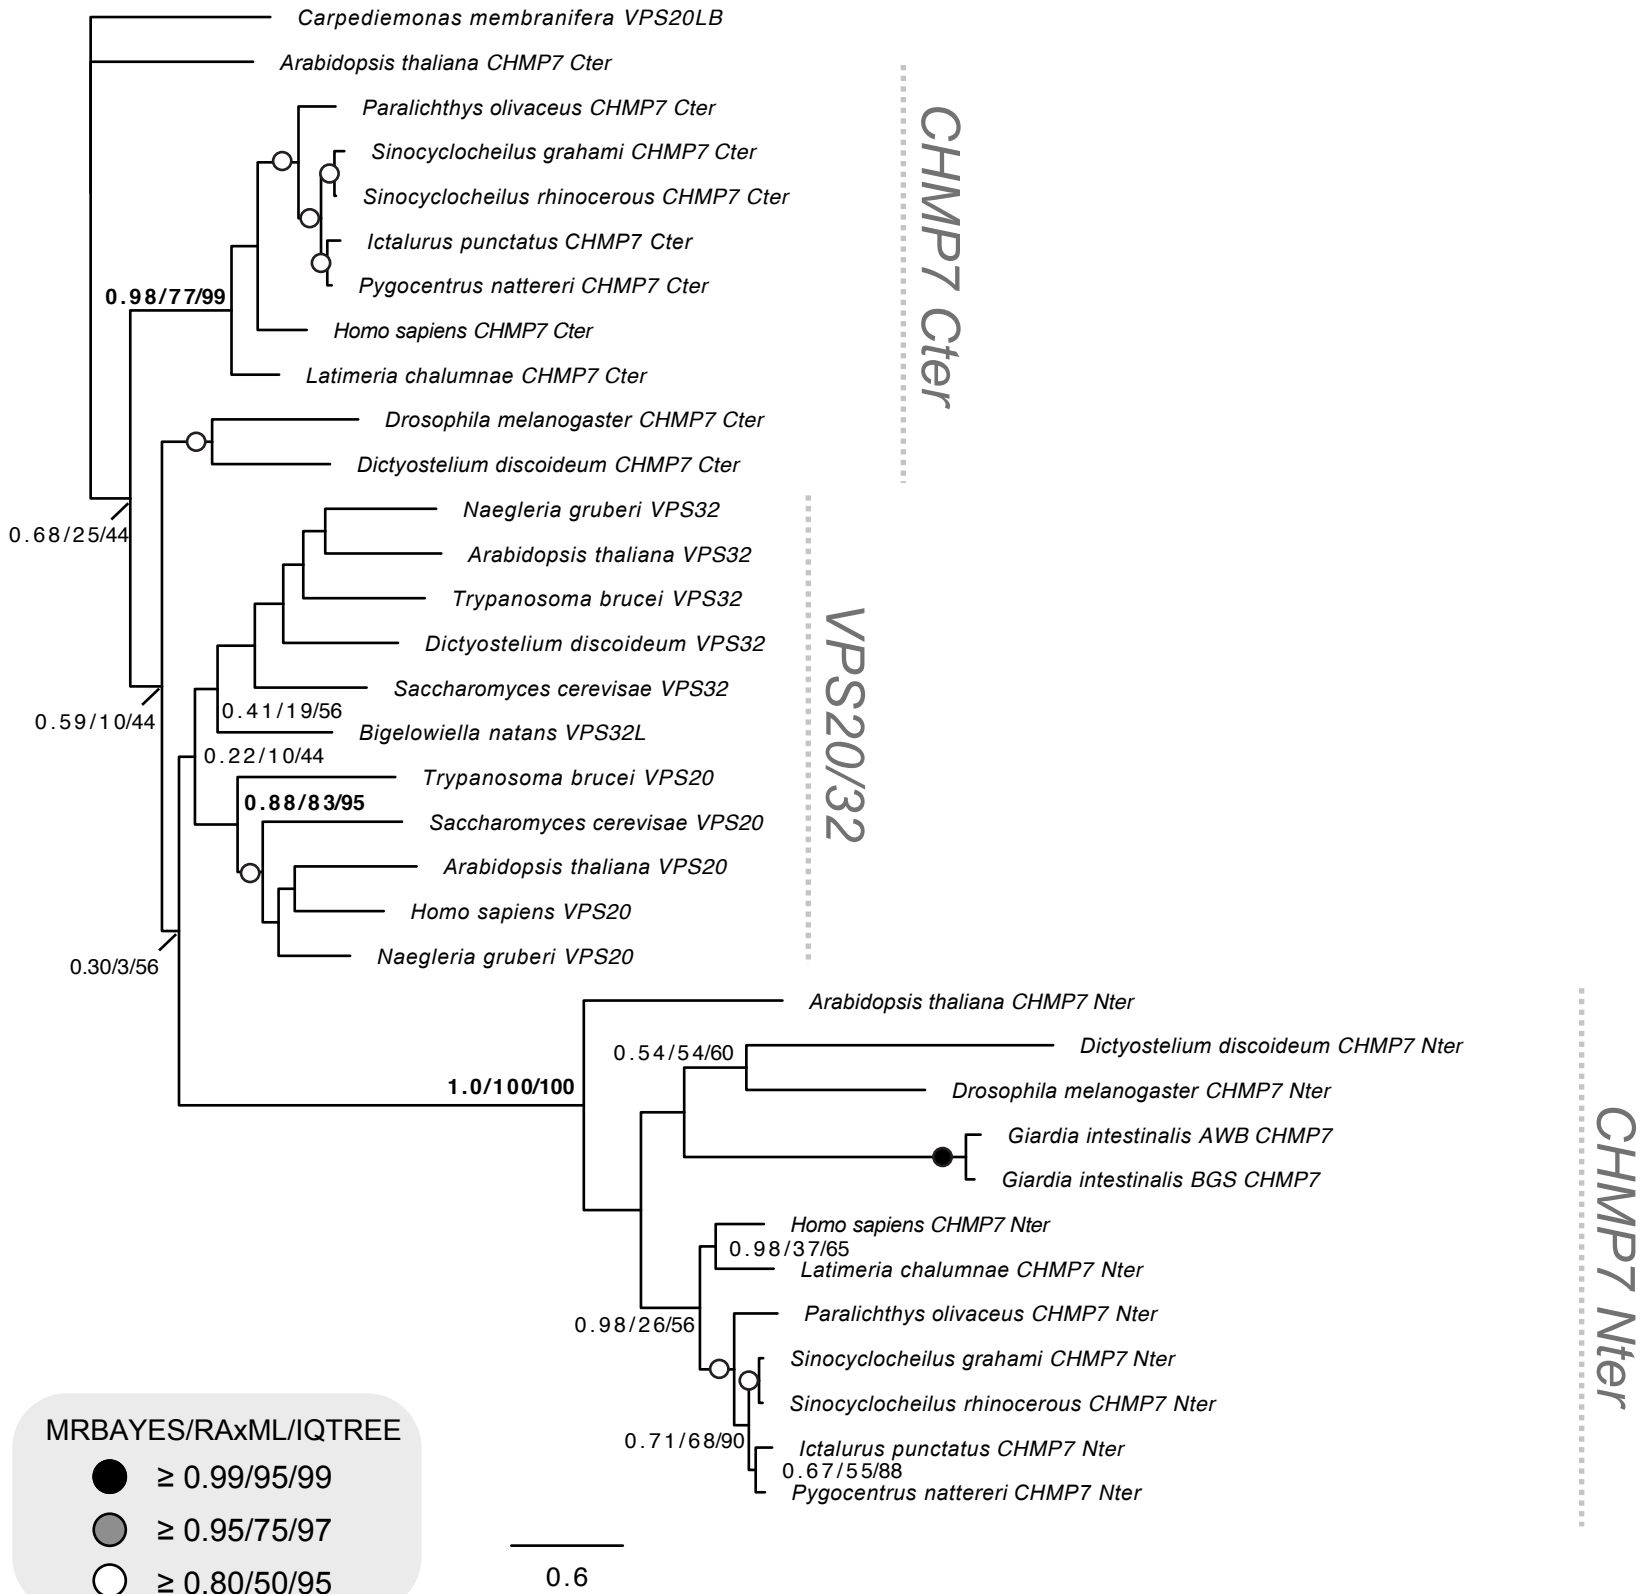 Carpediemonas membranifera VPS20LB
Arabidopsis thaliana CHMP7 Cter
Paralichthys olivaceus CHMP7 Cter
Sinocyclocheilus grahami CHMP7 Cter
Sinocyclocheilus rhinocerous CHMP7 Cter
Ictalurus punctatus CHMP7 Cter
Pygocentrus nattereri CHMP7 Cter
0.98/77/99
Homo sapiens CHMP7 Cter
Latimeria chalumnae CHMP7 Cter
Drosophila melanogaster CHMP7 Cter
Dictyostelium discoideum CHMP7 Cter
CHMP7 Cter
Naegleria gruberi VPS32
0.68/25/44
Arabidopsis thaliana VPS32
Trypanosoma brucei VPS32
Dictyostelium discoideum VPS32
Saccharomyces cerevisae VPS32
0.41/19/56
0.59/10/44
Bigelowiella natans VPS32L
0.22/10/44
Trypanosoma brucei VPS20
0.88/83/95
Saccharomyces cerevisae VPS20
Arabidopsis thaliana VPS20
Homo sapiens VPS20
Naegleria gruberi VPS20
VPS20/32
0.30/3/56
Arabidopsis thaliana CHMP7 Nter
0.54/54/60
Dictyostelium discoideum CHMP7 Nter
1.0/100/100
Drosophila melanogaster CHMP7 Nter
Giardia intestinalis AWB CHMP7
Giardia intestinalis BGS CHMP7
Homo sapiens CHMP7 Nter
0.98/37/65
Latimeria chalumnae CHMP7 Nter
Paralichthys olivaceus CHMP7 Nter
0.98/26/56
Sinocyclocheilus grahami CHMP7 Nter
Sinocyclocheilus rhinocerous CHMP7 Nter
0.71/68/90
Ictalurus punctatus CHMP7 Nter
0.67/55/88
Pygocentrus nattereri CHMP7 Nter
CHMP7 Nter
MRBAYES/RAxML/IQTREE
≥ 0.99/95/99
≥ 0.95/75/97
≥ 0.80/50/95
0.6